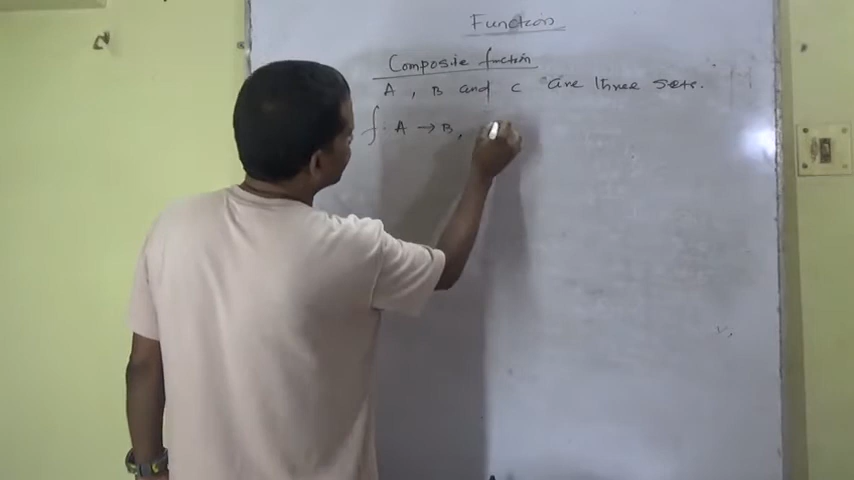 Function
Composite function
A, B and C are three sets.
f: A → B,